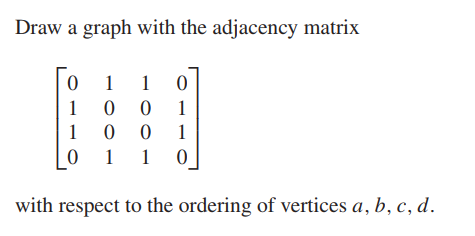 Draw a graph with the adjacency matrix
0 1 1 0
1 0 0 1
1 0 0 1
0 1 1 0
with respect to the ordering of vertices a, b, c, d.